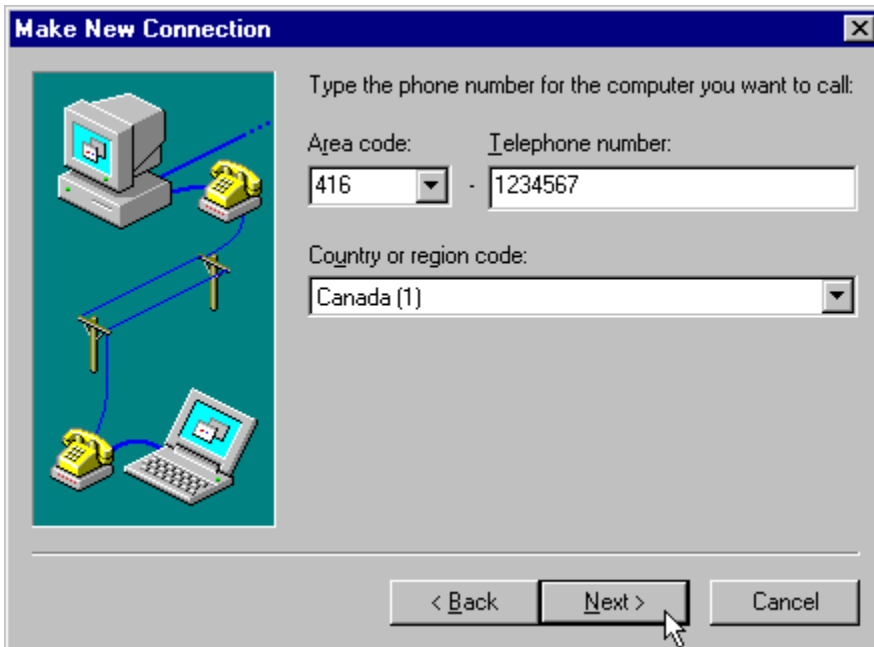 Make New Connection
Type the phone number for the computer you want to call:
Area code: Telephone number:
416 - 1234567
Country or region code:
Canada (1)
< Back Next > Cancel